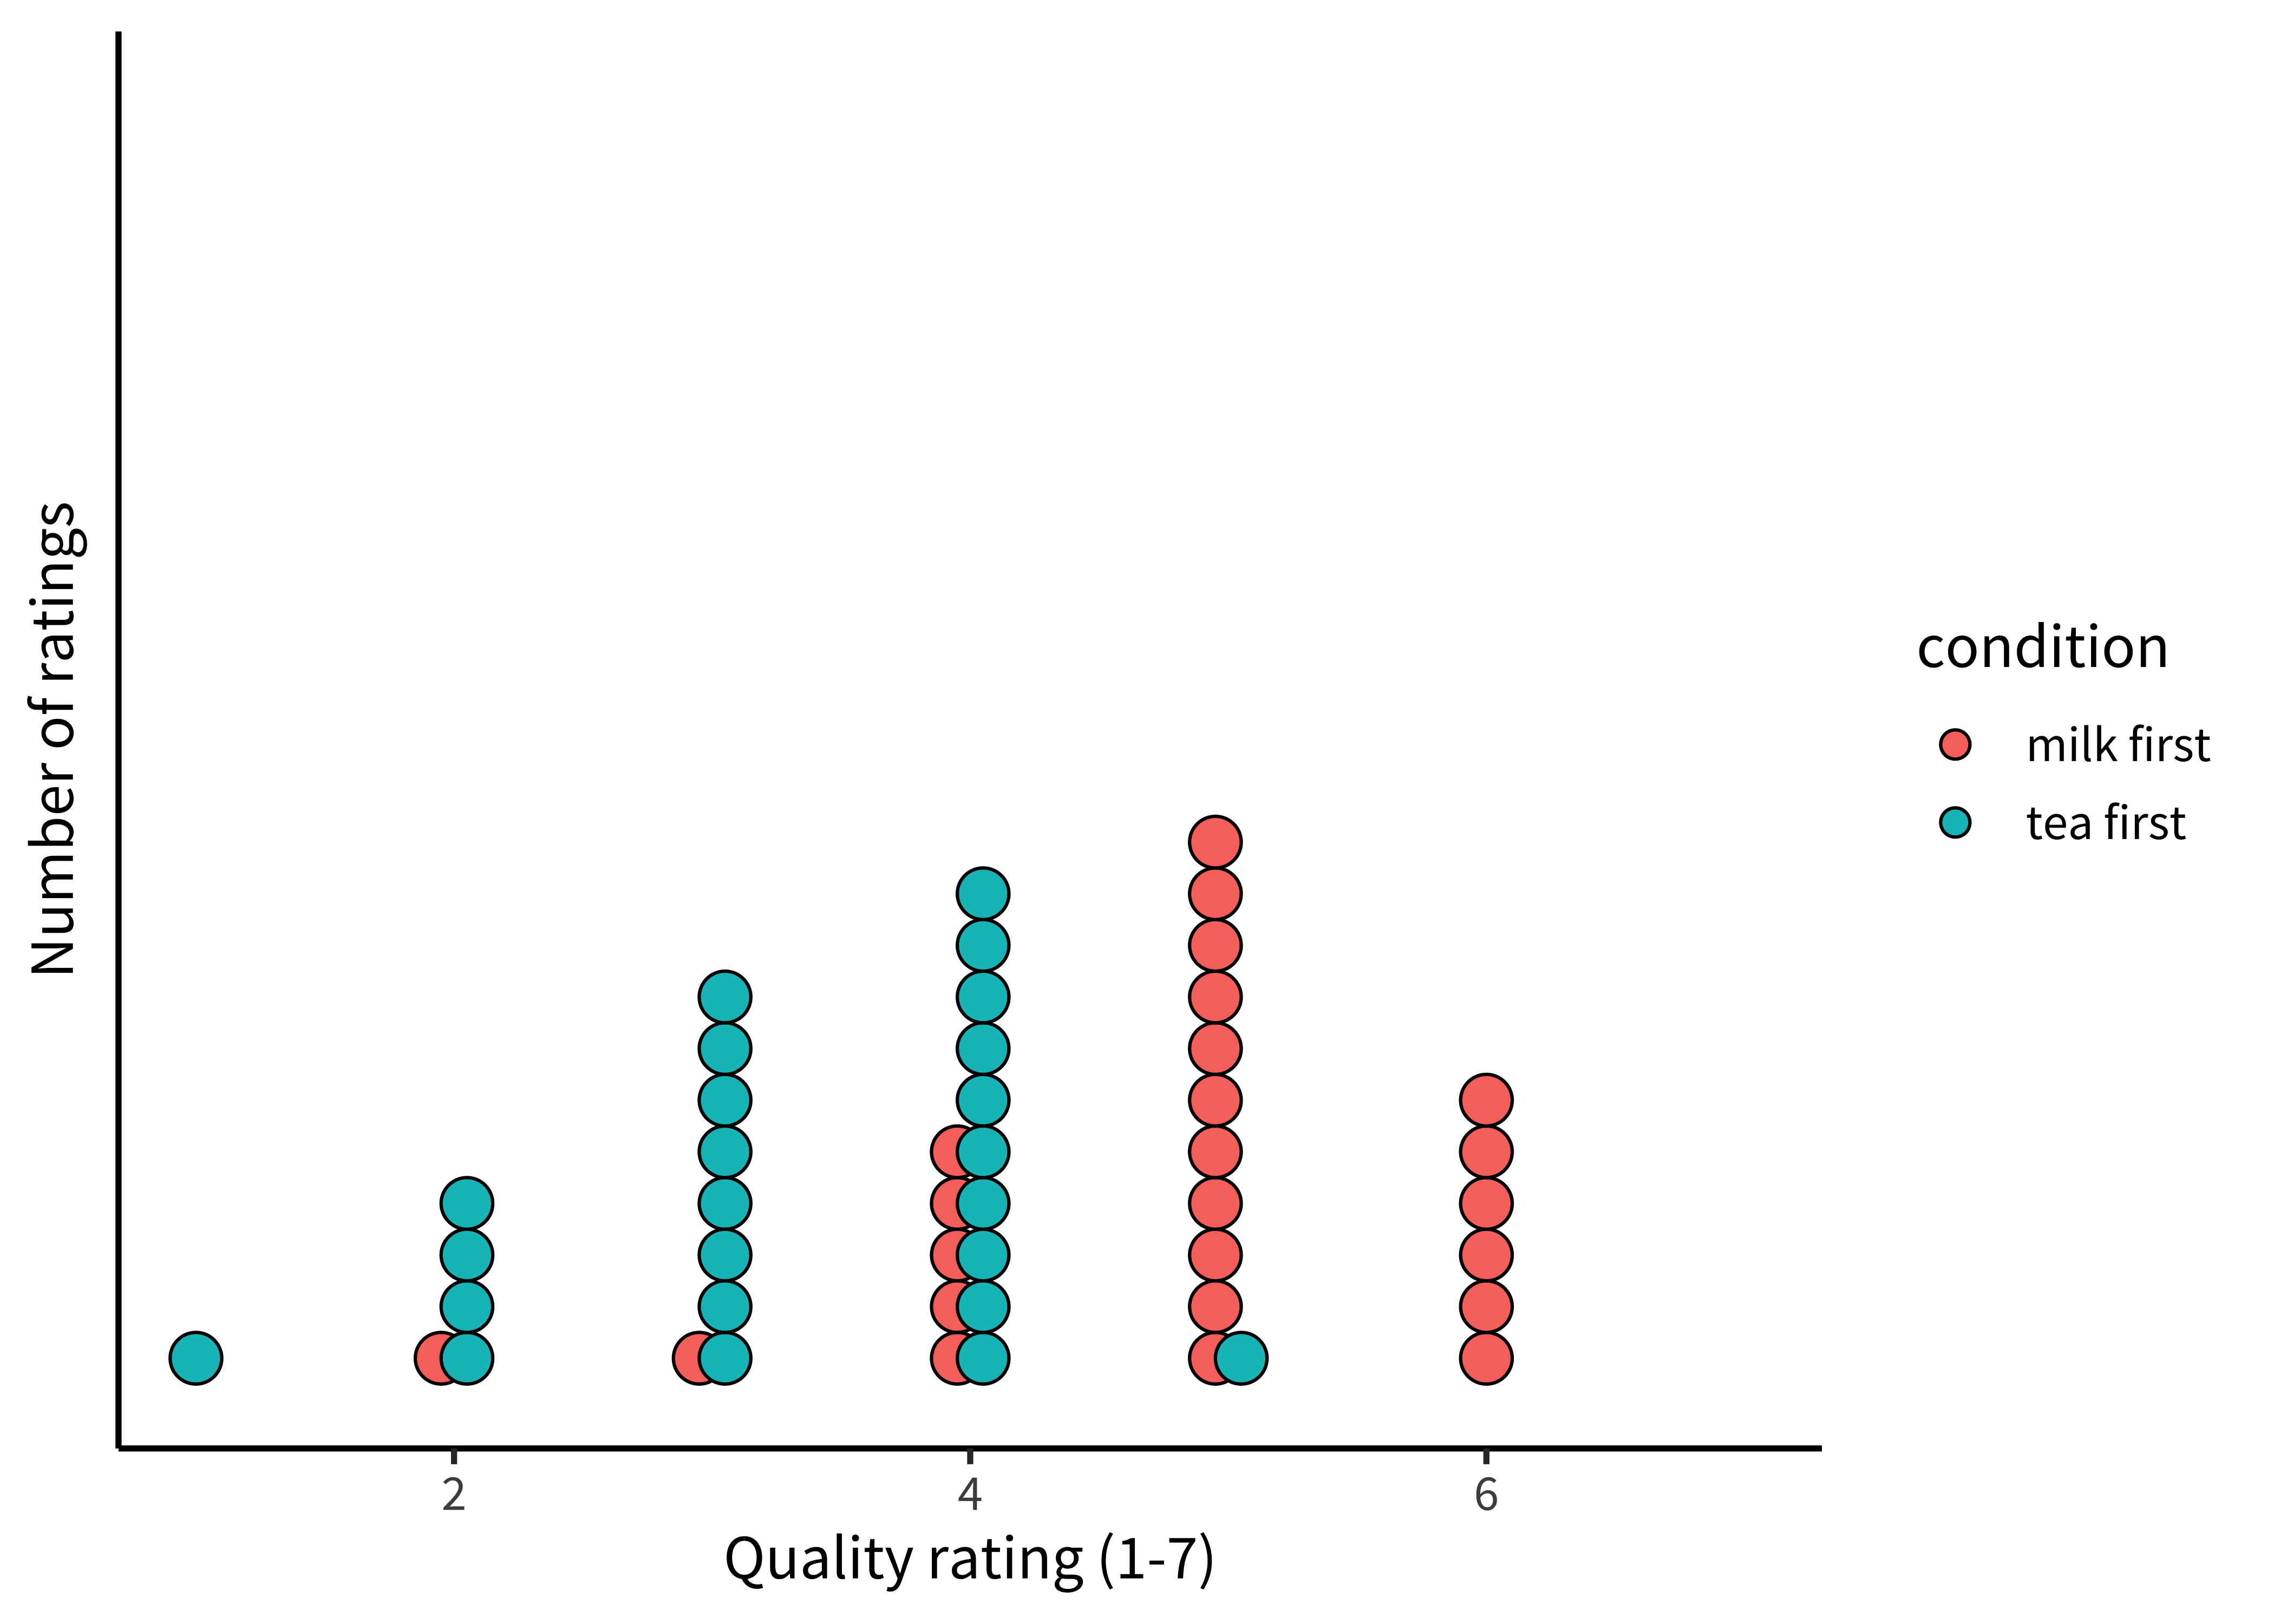 Number of ratings
condition
milk first
tea first
2 4 6
Quality rating (1-7)